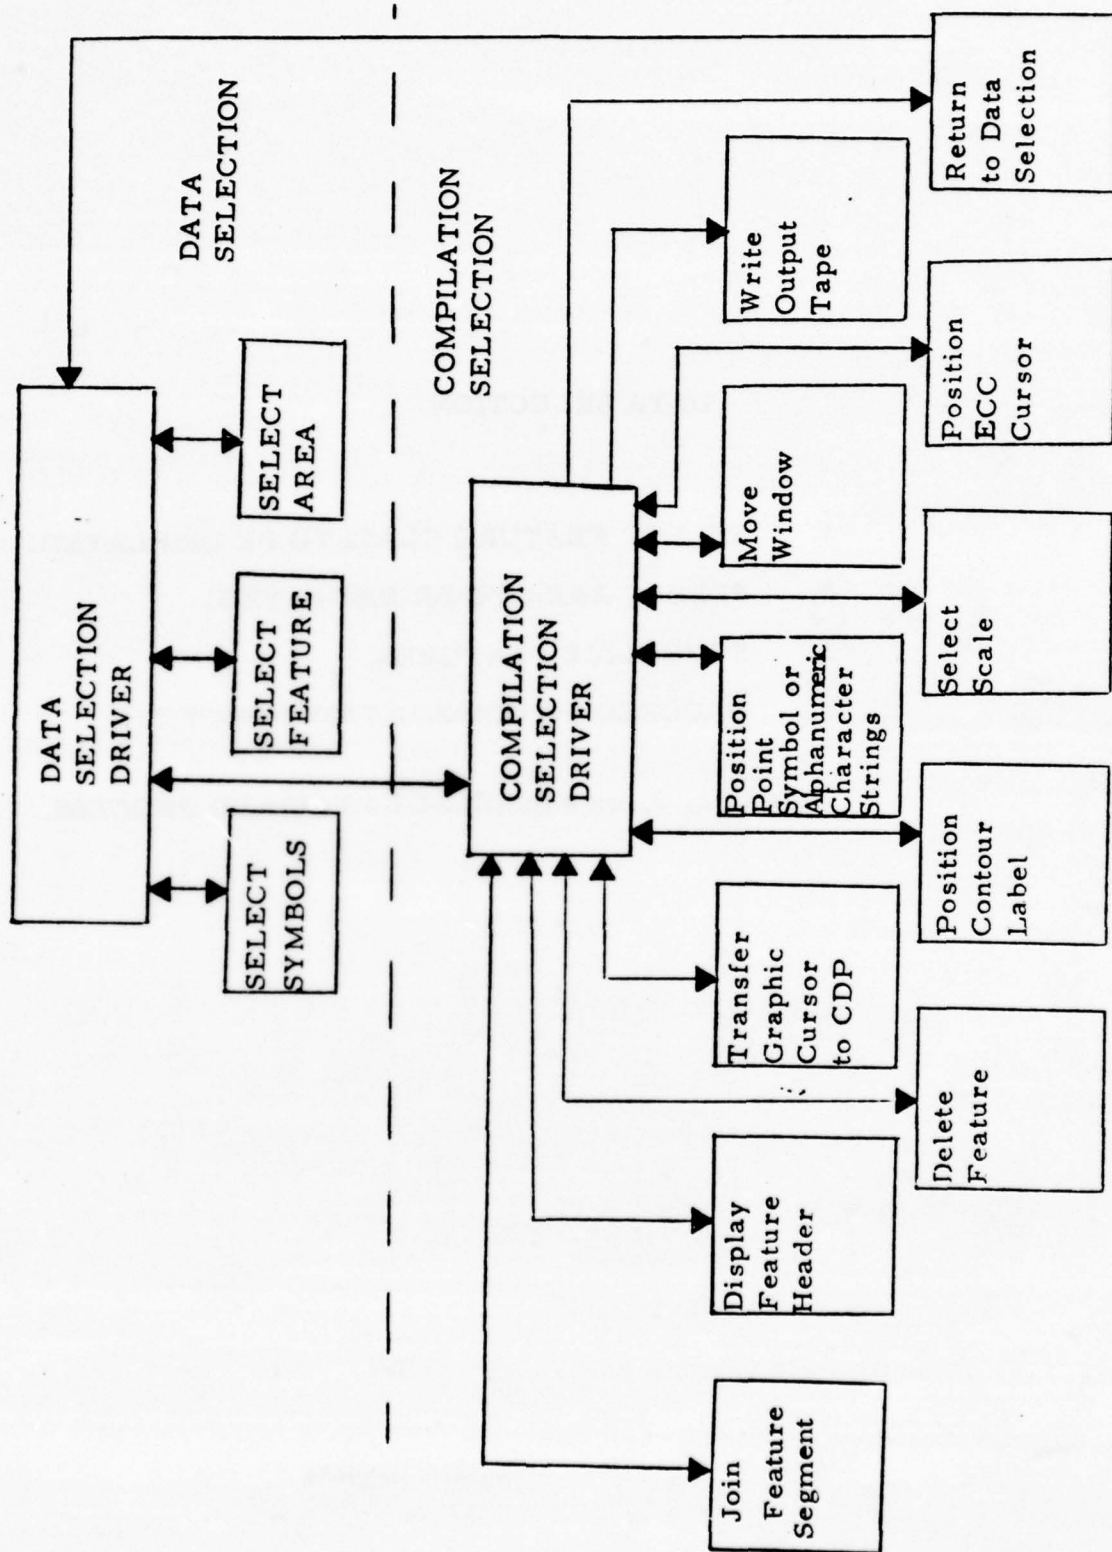 DATA
SELECTION
DRIVER
SELECT
SYMBOLS
SELECT
FEATURE
SELECT
AREA
DATA
SELECTION
COMPILATION
SELECTION
COMPILATION
SELECTION
DRIVER
Join
Feature
Segment
Display
Feature
Header
Delete
Feature
Transfer
Graphic
Cursor
to CDP
Position
Contour
Label
Position
Point
Symbol or
Aphanumeric
Character
Strings
Select
Scale
Move
Window
Position
ECC
Cursor
Write
Output
Tape
Return
to Data
Selection